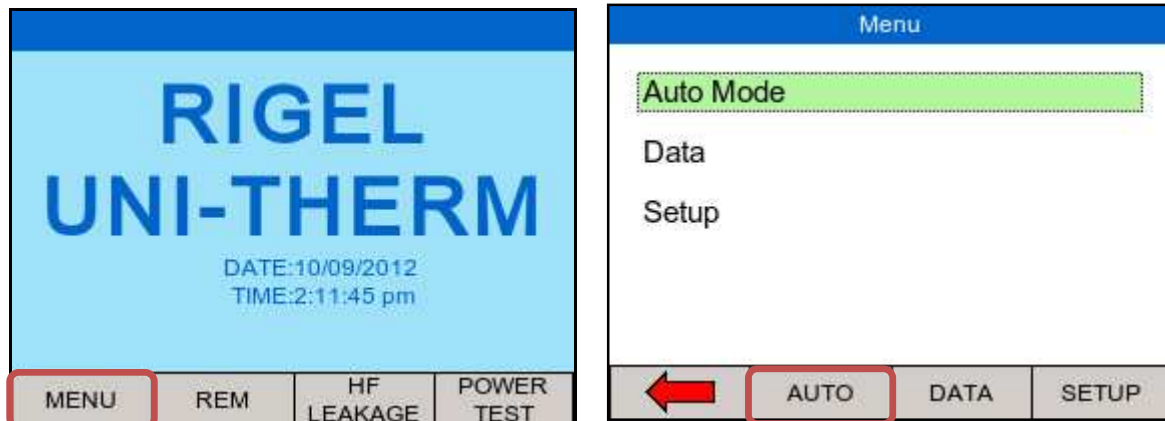 RIGEL
UNI-THERM
DATE:10/09/2012
TIME:2:11:45 pm
MENU
REM
HF
LEAKAGE
POWER
TEST
Menu
Auto Mode
Data
Setup
AUTO
DATA
SETUP